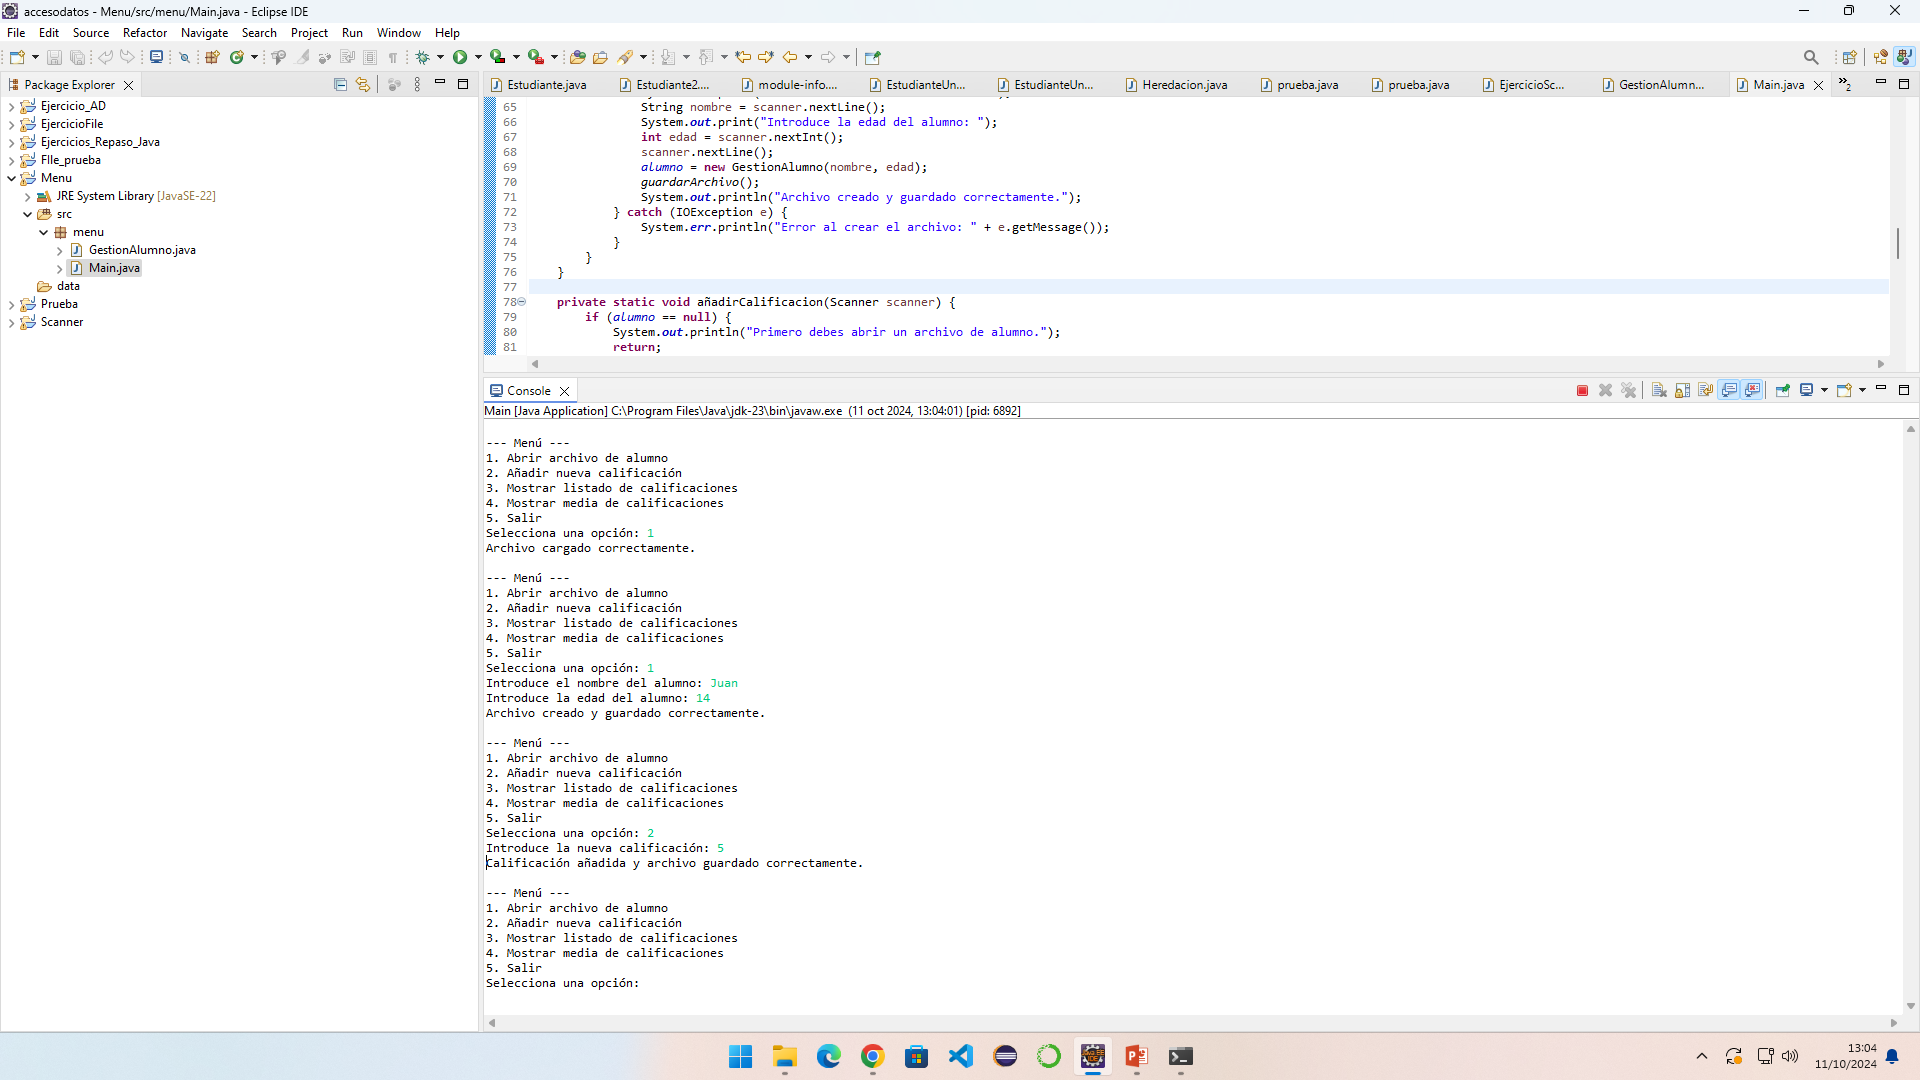 accesodatos - Menu/src/menu/Main.java - Eclipse IDE
File Edit Source Refactor Navigate Search Project Run Window Help
Package Explorer
Ejercicio_AD
EjercicioFile
Ejercicios_Repaso_Java
FIle_prueba
Menu
JRE System Library [JavaSE-22]
src
menu
GestionAlumno.java
Main.java
data
Prueba
Scanner
Estudiante.java Estudiante2.... module-info.... EstudianteUn... EstudianteUn... Heredacion.java prueba.java prueba.java EjercicioSc... GestionAlumn... Main.java »2
65 String nombre = scanner.nextLine();
66 System.out.print("Introduce la edad del alumno: ");
67 int edad = scanner.nextInt();
68 scanner.nextLine();
69 alumno = new GestionAlumno(nombre, edad);
70 guardarArchivo();
71 System.out.println("Archivo creado y guardado correctamente.");
72 } catch (IOException e) {
73 System.err.println("Error al crear el archivo: " + e.getMessage());
74 }
75 }
76 }
77
78 private static void añadirCalificacion(Scanner scanner) {
79 if (alumno == null) {
80 System.out.println("Primero debes abrir un archivo de alumno.");
81 return;
Console
Main [Java Application] C:\Program Files\Java\jdk-23\bin\javaw.exe (11 oct 2024, 13:04:01) [pid: 6892]
--- Menú ---
1. Abrir archivo de alumno
2. Añadir nueva calificación
3. Mostrar listado de calificaciones
4. Mostrar media de calificaciones
5. Salir
Selecciona una opción: 1
Archivo cargado correctamente.
--- Menú ---
1. Abrir archivo de alumno
2. Añadir nueva calificación
3. Mostrar listado de calificaciones
4. Mostrar media de calificaciones
5. Salir
Selecciona una opción: 1
Introduce el nombre del alumno: Juan
Introduce la edad del alumno: 14
Archivo creado y guardado correctamente.
--- Menú ---
1. Abrir archivo de alumno
2. Añadir nueva calificación
3. Mostrar listado de calificaciones
4. Mostrar media de calificaciones
5. Salir
Selecciona una opción: 2
Introduce la nueva calificación: 5
Calificación añadida y archivo guardado correctamente.
--- Menú ---
1. Abrir archivo de alumno
2. Añadir nueva calificación
3. Mostrar listado de calificaciones
4. Mostrar media de calificaciones
5. Salir
Selecciona una opción:
13:04
11/10/2024